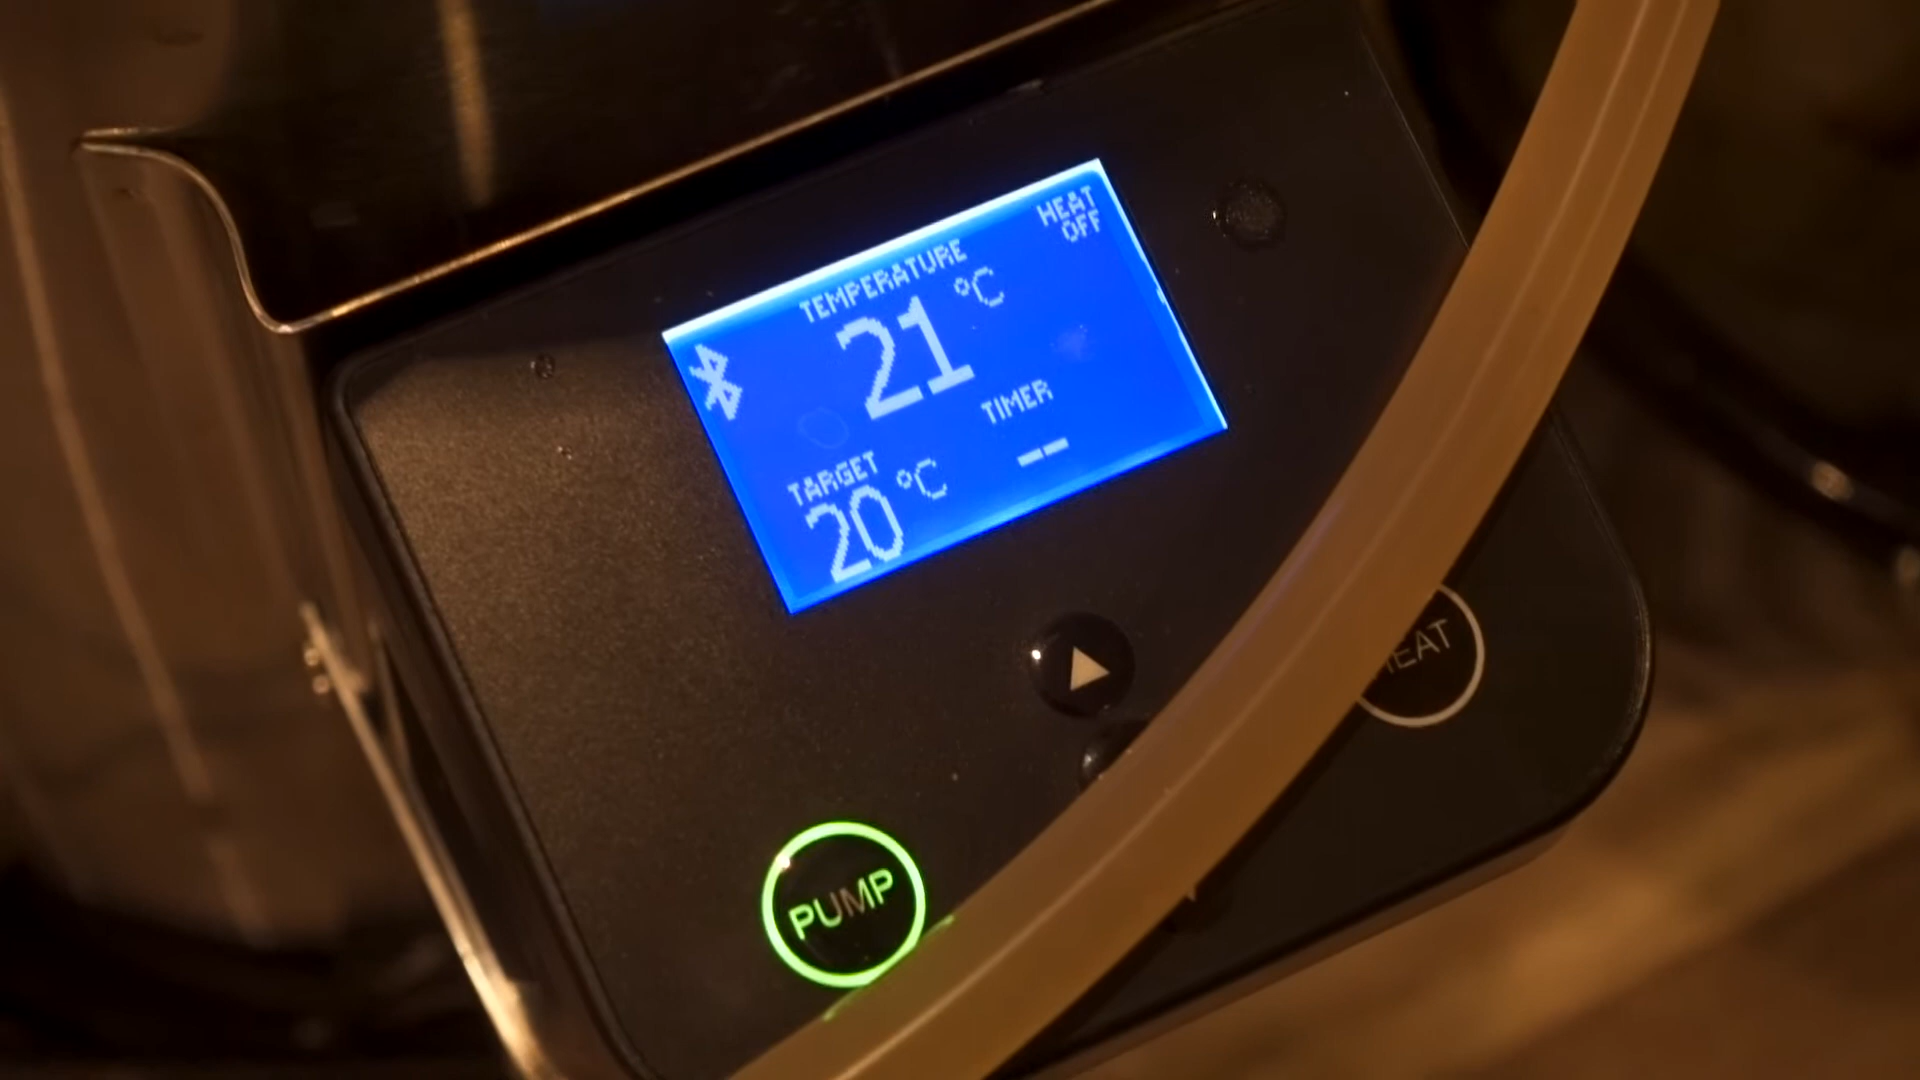 HEAT
OFF
TEMPERATURE
21 °C
TIMER
--
TARGET
20 °C
PUMP